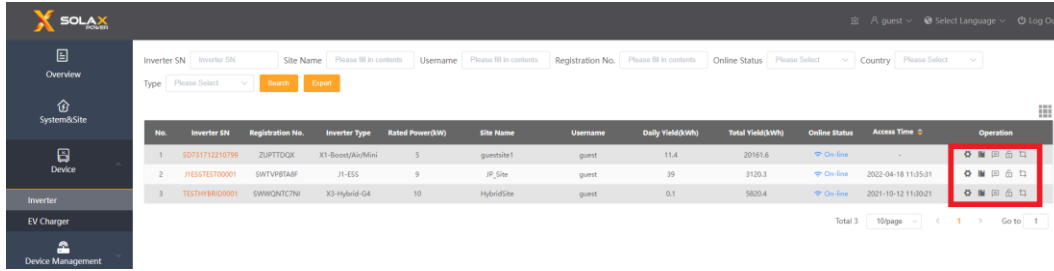 SOLAX
POWER
guest
Select Language
Log Ou
Overview
System&Site
Device
Inverter
EV Charger
Device Management
Inverter SN Inverter SN Site Name Please fill in contents Username Please fill in contents Registration No. Please fill in contents Online Status Please Select Country Please Select
Type Please Select Search Export
No. Inverter SN Registration No. Inverter Type Rated Power(kW) Site Name Username Daily Yield(kWh) Total Yield(kWh) Online Status Access Time Operation
1 SD731712210799 ZUPTTDQX X1-Boost/Air/Mini 5 guestsite1 guest 11.4 20161.6 On-line -
2 J1ESSTEST00001 SWTVPBTABF J1-ESS 9 JP_Site guest 39 3120.3 On-line 2022-04-18 11:35:31
3 TESTHYBRID0001 SWWQNTC7NI X3-Hybrid-G4 10 HybridSite guest 0.1 5820.4 On-line 2021-10-12 11:30:21
Total 3 10/page < 1 > Go to 1